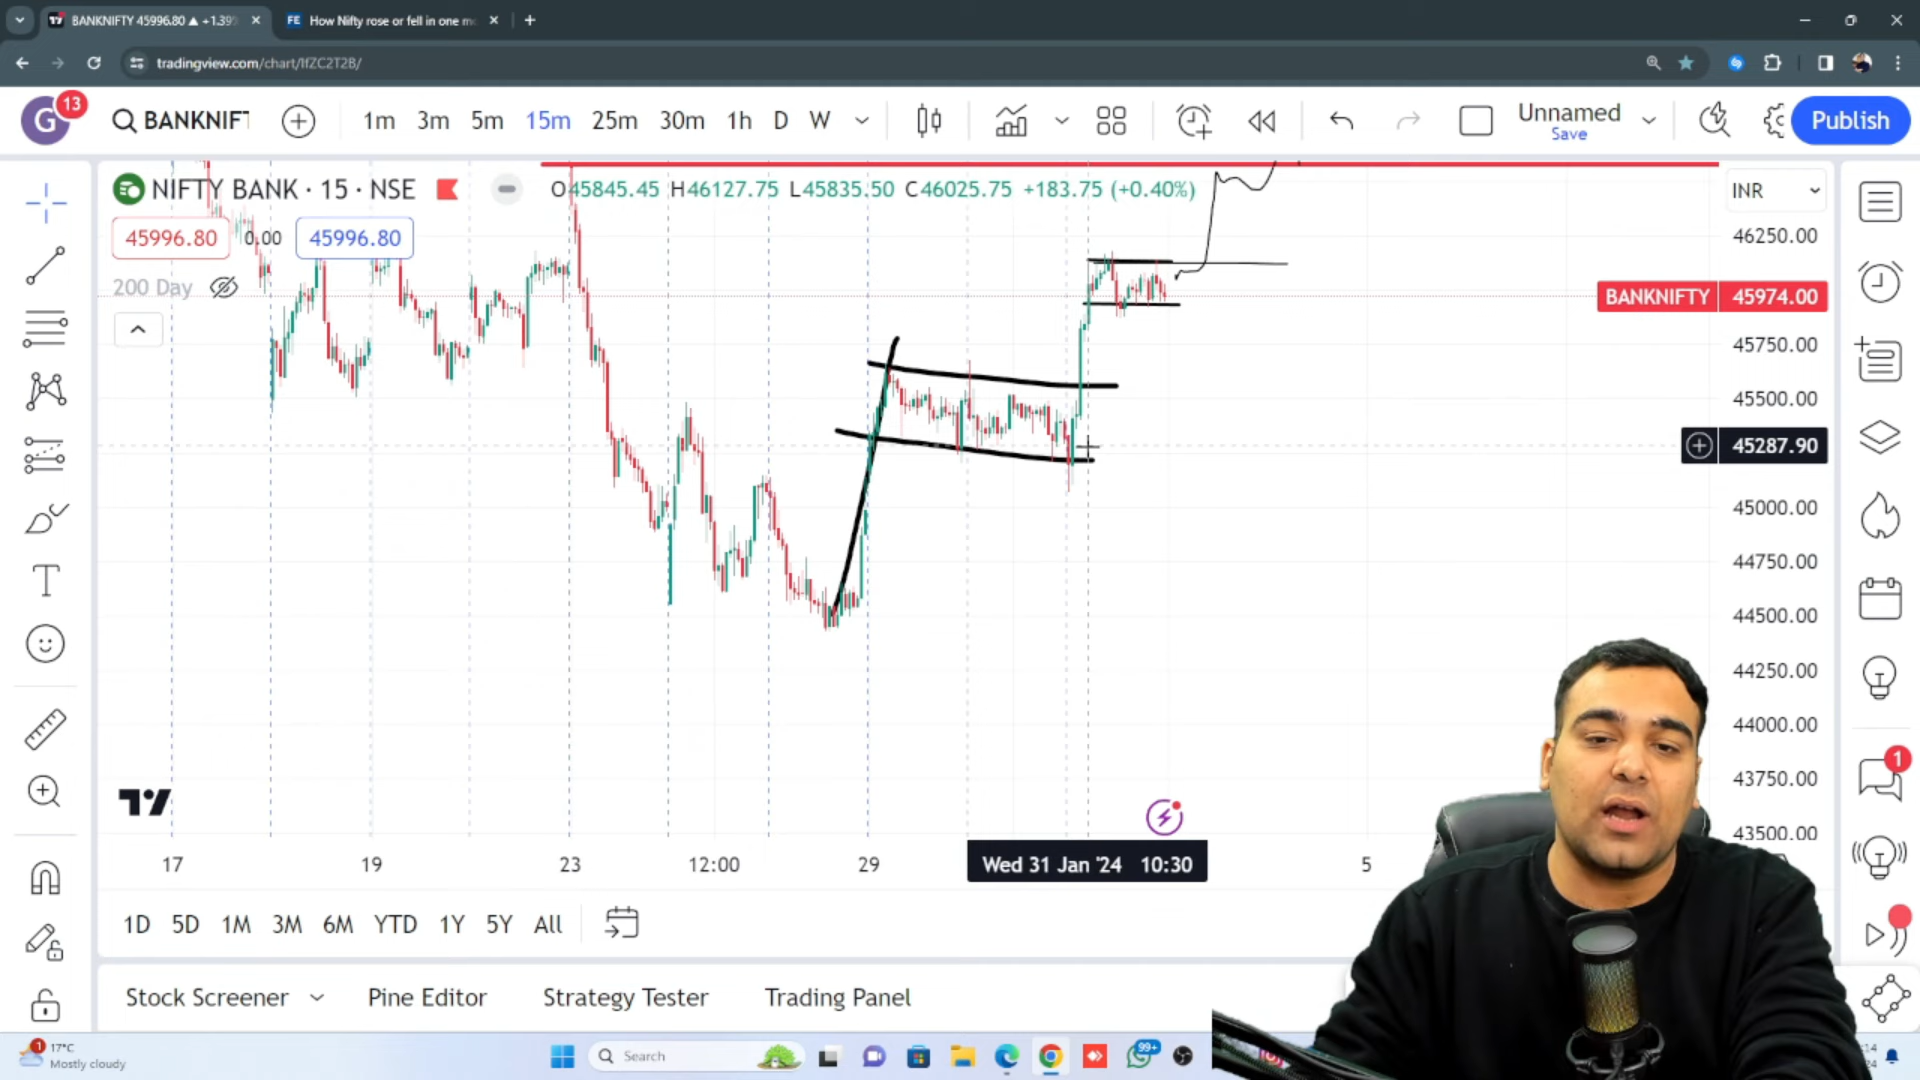 BANKNIFTY 45996.80 ▲ +1.39%
FE How Nifty rose or fell in one m
tradingview.com/chart/IfZC2T2B/
G 13 BANKNIFT 1m 3m 5m 15m 25m 30m 1h D W Unnamed Publish
Save
NIFTY BANK · 15 · NSE O45845.45 H46127.75 L45835.50 C46025.75 +183.75 (+0.40%) INR
45996.80 0.00 45996.80
46250.00
200 Day
BANKNIFTY 45974.00
45750.00
45500.00
45287.90
45000.00
44750.00
44500.00
44250.00
44000.00
43750.00
43500.00
1
17 19 23 12:00 29 Wed 31 Jan '24 10:30 5
1D 5D 1M 3M 6M YTD 1Y 5Y All
Stock Screener Pine Editor Strategy Tester Trading Panel
1 17°C
Mostly cloudy
Search
99+